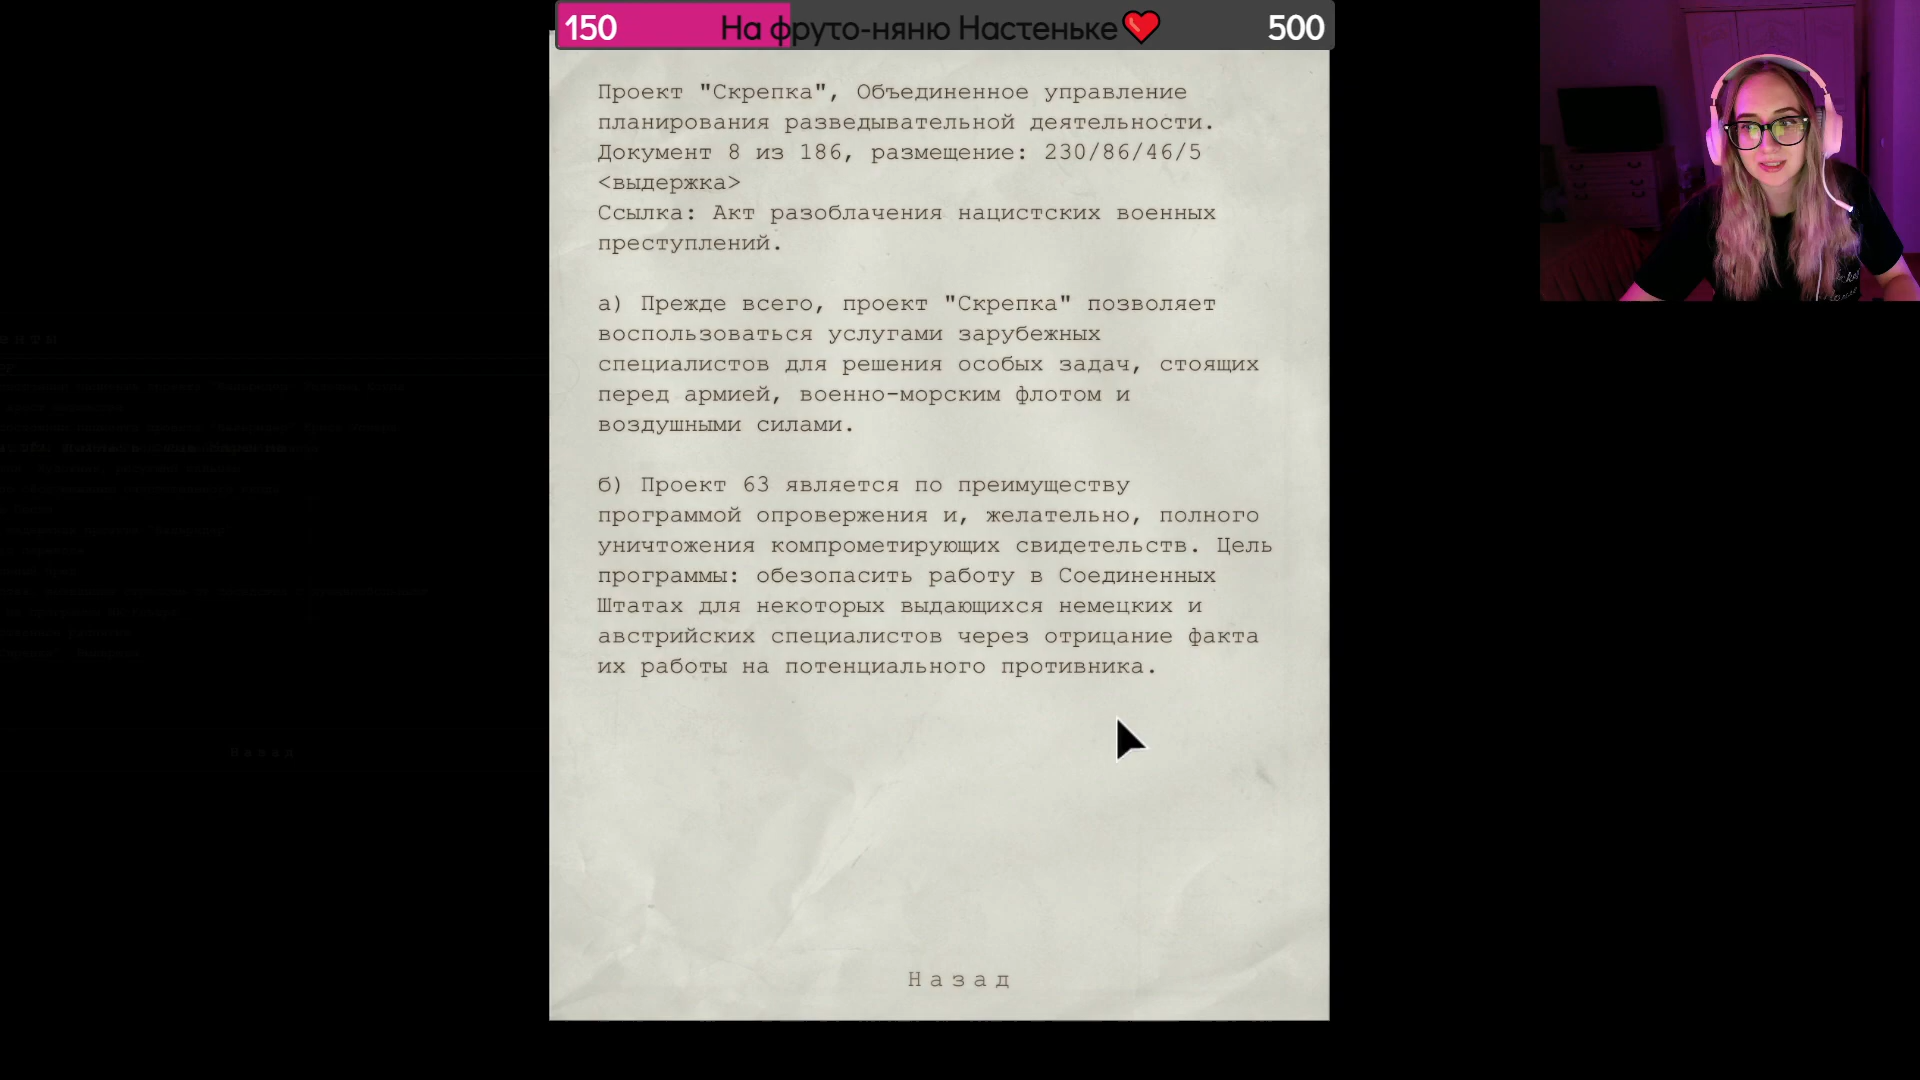 150 На фруто-няню Настеньке 500
Проект "Скрепка", Объединенное управление
планирования разведывательной деятельности.
Документ 8 из 186, размещение: 230/86/46/5
<выдержка>
Ссылка: Акт разоблачения нацистских военных
преступлений.
а) Прежде всего, проект "Скрепка" позволяет
воспользоваться услугами зарубежных
специалистов для решения особых задач, стоящих
перед армией, военно-морским флотом и
воздушными силами.
б) Проект 63 является по преимуществу
программой опровержения и, желательно, полного
уничтожения компрометирующих свидетельств. Цель
программы: обезопасить работу в Соединенных
Штатах для некоторых выдающихся немецких и
австрийских специалистов через отрицание факта
их работы на потенциального противника.
Назад
Назад